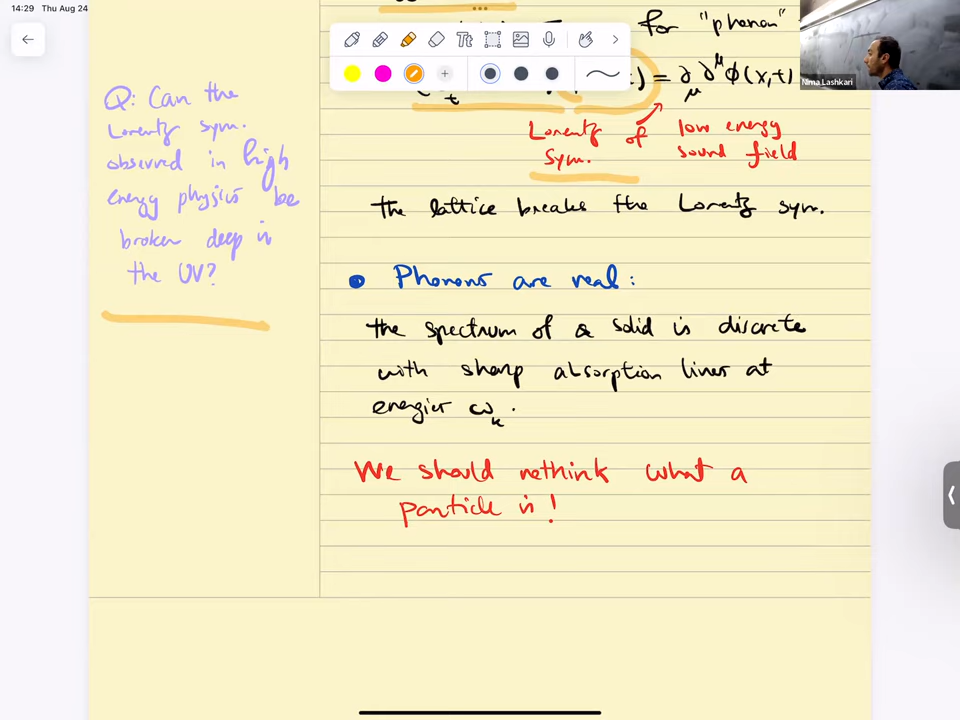 14:29 Thu Aug 24
for "phonon"
= ∂_μ ∂^μ φ(x,t)
Nima Lashkari
Lorentz sym.
of low energy sound field
the lattice breaks the Lorentz sym.
Q: Can the
Lorentz sym.
observed in high
energy physics be
broken deep in
the UV?
• Phonons are real:
the spectrum of a solid is discrete
with sharp absorption lines at
energies ω_k.
We should rethink what a
particle is!